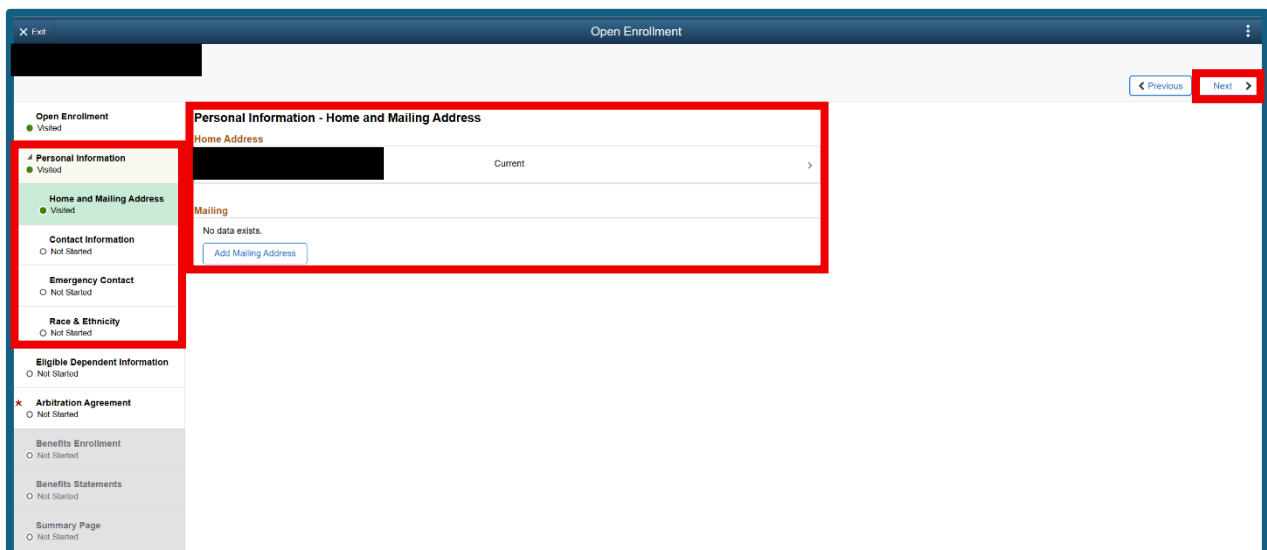 Exit
Open Enrollment
Previous
Next
Open Enrollment
Visited
Personal Information
Visited
Home and Mailing Address
Visited
Contact Information
Not Started
Emergency Contact
Not Started
Race & Ethnicity
Not Started
Eligible Dependent Information
Not Started
* Arbitration Agreement
Not Started
Benefits Enrollment
Not Started
Benefits Statements
Not Started
Summary Page
Not Started
Personal Information - Home and Mailing Address
Home Address
Current
Mailing
No data exists.
Add Mailing Address